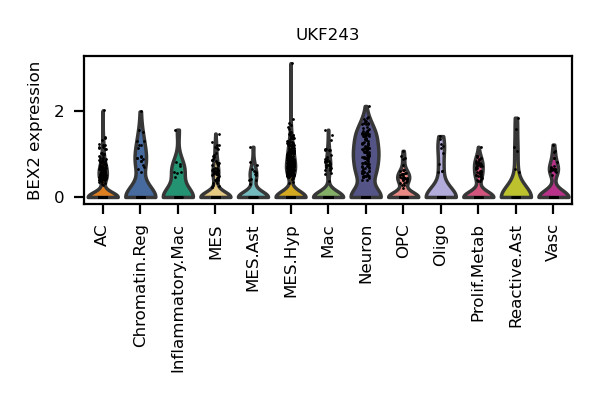 UKF243
BEX2 expression
2
0
AC
Chromatin.Reg
Inflammatory.Mac
MES
MES.Ast
MES.Hyp
Mac
Neuron
OPC
Oligo
Prolif.Metab
Reactive.Ast
Vasc